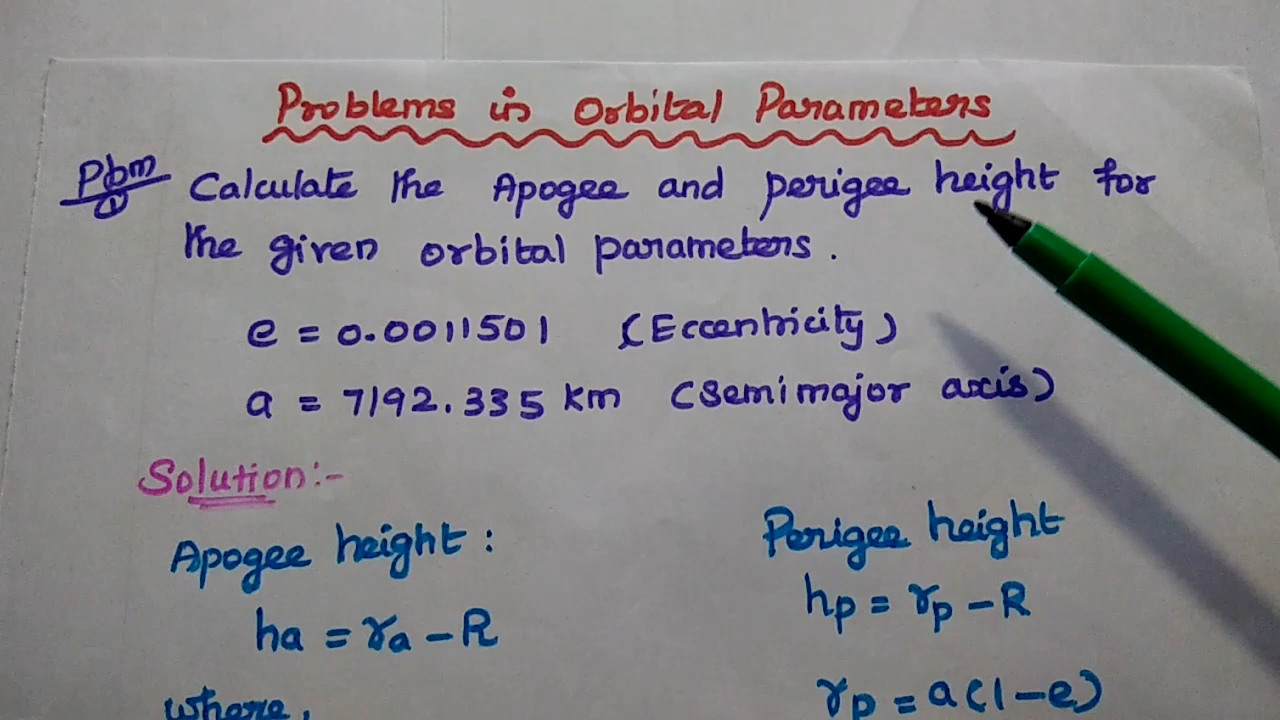 Problems in Orbital Parameters
Pbm 1 Calculate the Apogee and perigee height for
the given orbital parameters.
e = 0.0011501 (Eccentricity)
a = 7192.335 km (Semimajor axis)
Solution:-
Apogee height:
ha = ra - R
where,
Perigee height
hp = rp - R
rp = a(1-e)